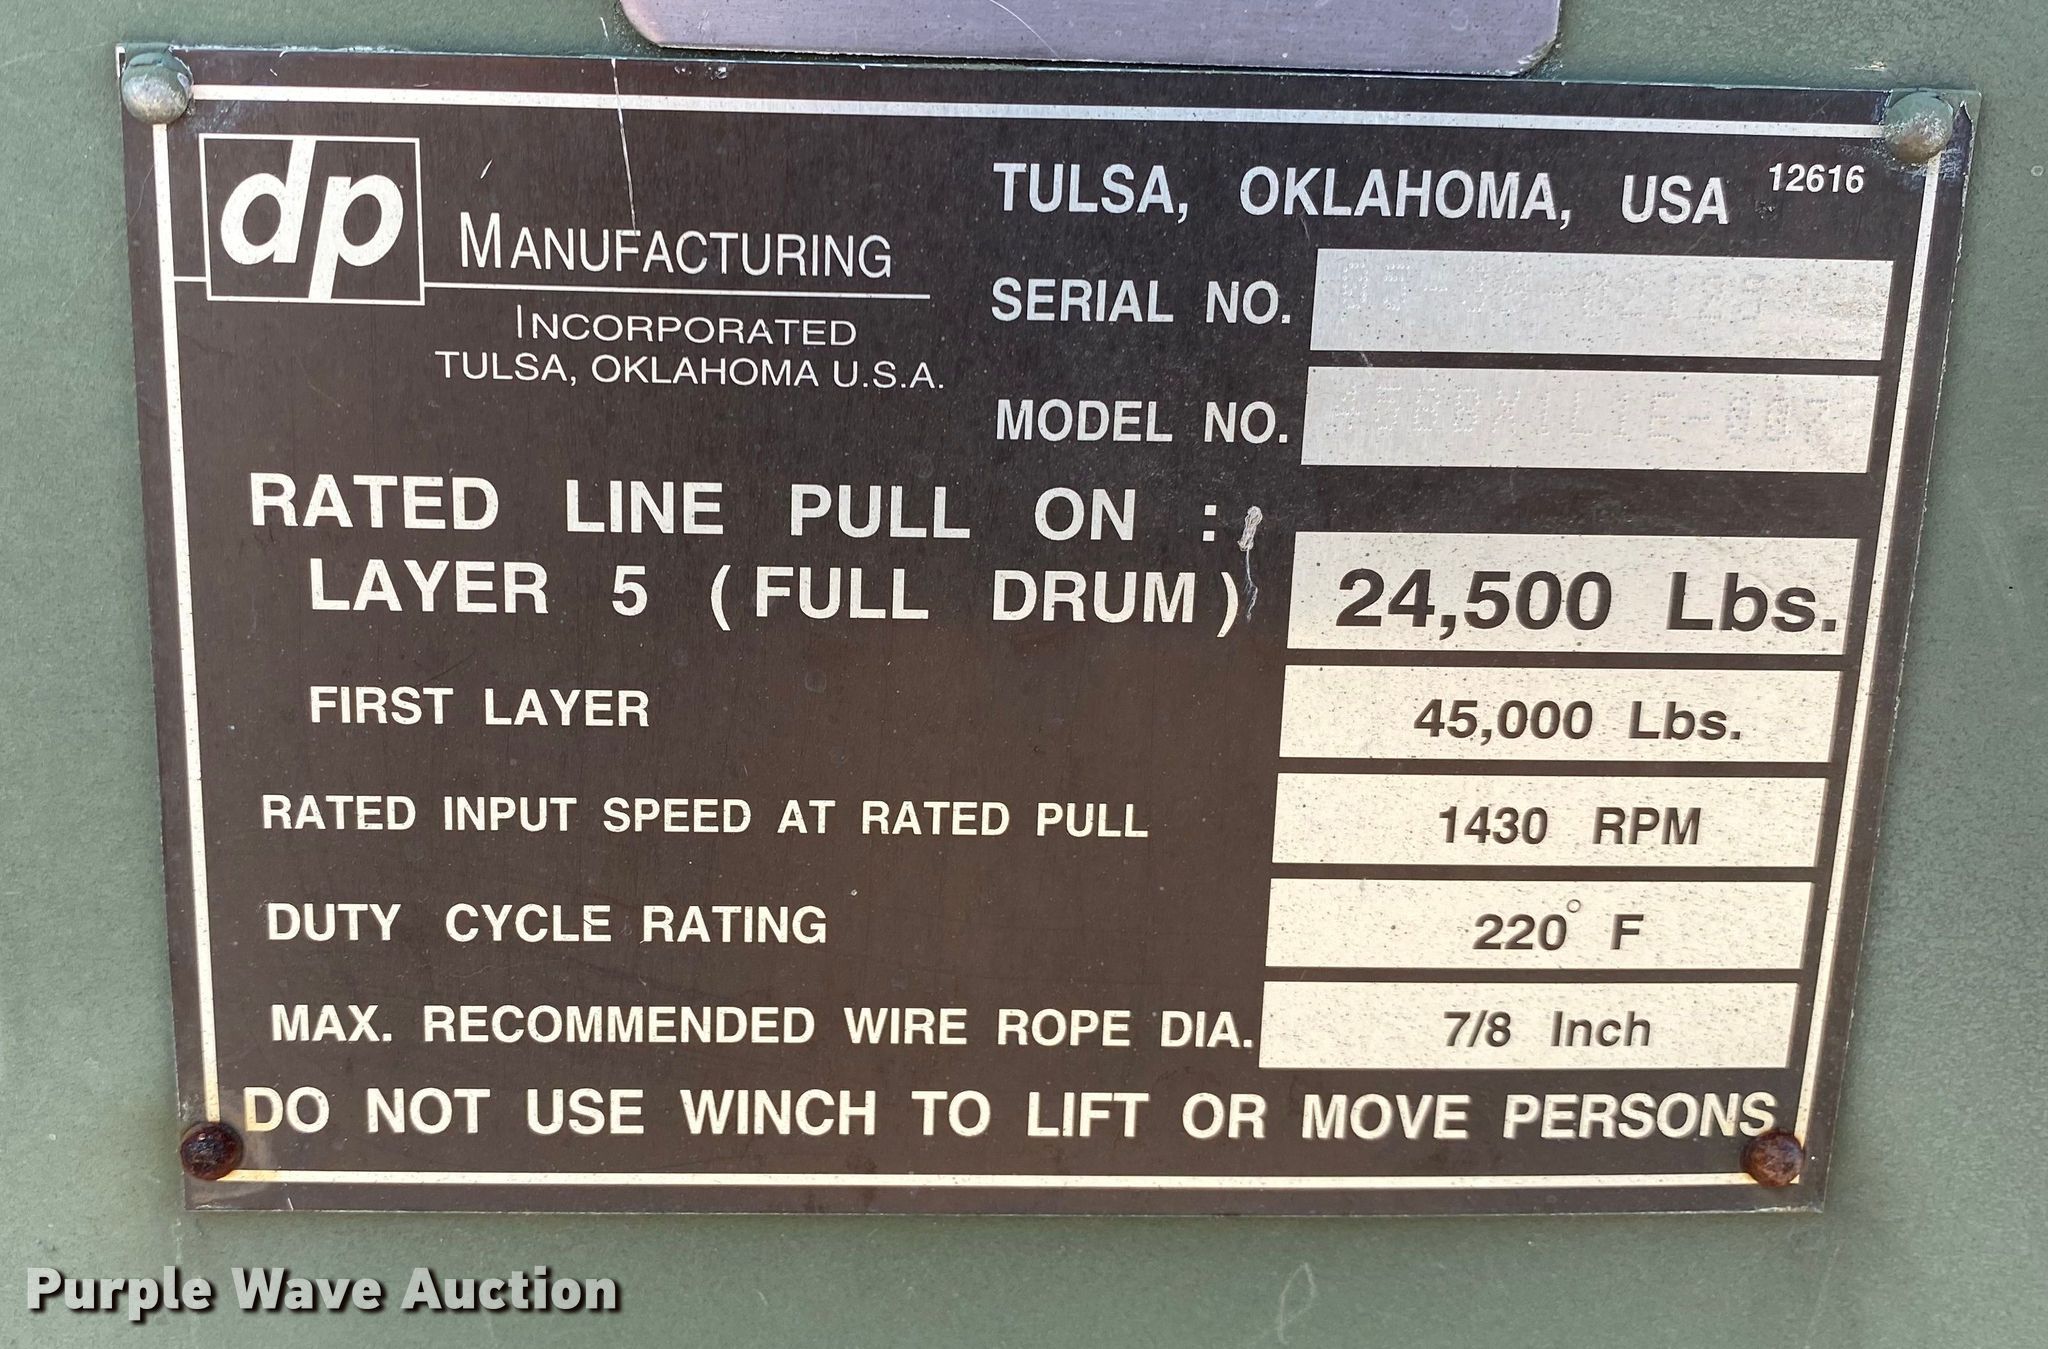 dp
MANUFACTURING
INCORPORATED
TULSA, OKLAHOMA U.S.A.
TULSA, OKLAHOMA, USA 12616
SERIAL NO.
MODEL NO.
RATED LINE PULL ON :
LAYER 5 (FULL DRUM) 24,500 Lbs.
FIRST LAYER 45,000 Lbs.
RATED INPUT SPEED AT RATED PULL 1430 RPM
DUTY CYCLE RATING 220° F
MAX. RECOMMENDED WIRE ROPE DIA. 7/8 Inch
DO NOT USE WINCH TO LIFT OR MOVE PERSONS
Purple Wave Auction